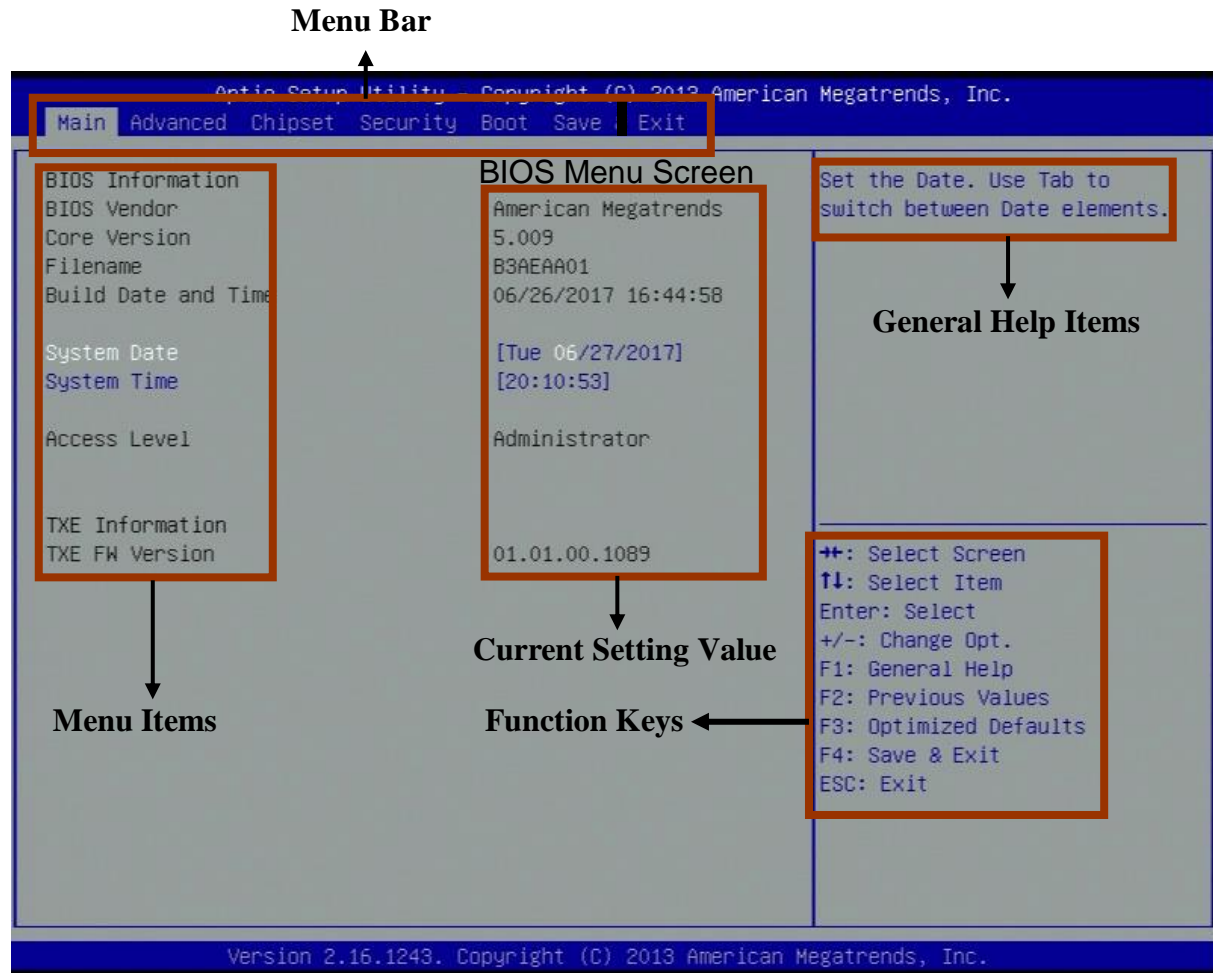 Menu Bar
Aptio Setup Utility - Copyright (C) 2013 American Megatrends, Inc.
Main Advanced Chipset Security Boot Save & Exit
BIOS Menu Screen
BIOS Information
BIOS Vendor American Megatrends
Core Version 5.009
Filename B3AEAA01
Build Date and Time 06/26/2017 16:44:58
System Date [Tue 06/27/2017]
System Time [20:10:53]
Access Level Administrator
TXE Information
TXE FW Version 01.01.00.1089
Current Setting Value
Menu Items
Function Keys
Set the Date. Use Tab to
switch between Date elements.
General Help Items
→←: Select Screen
↑↓: Select Item
Enter: Select
+/-: Change Opt.
F1: General Help
F2: Previous Values
F3: Optimized Defaults
F4: Save & Exit
ESC: Exit
Version 2.16.1243. Copyright (C) 2013 American Megatrends, Inc.